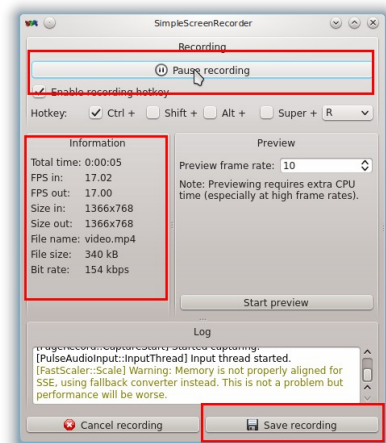 SimpleScreenRecorder
Recording
Pause recording
Enable recording hotkey
Hotkey: Ctrl + Shift + Alt + Super + R
Information
Total time: 0:00:05
FPS in: 17.02
FPS out: 17.00
Size in: 1366x768
Size out: 1366x768
File name: video.mp4
File size: 340 kB
Bit rate: 154 kbps
Preview
Preview frame rate: 10
Note: Previewing requires extra CPU
time (especially at high frame rates).
Start preview
Log
[PageRecord::CaptureStart] Started capturing.
[PulseAudioInput::InputThread] Input thread started.
[FastScaler::Scale] Warning: Memory is not properly aligned for
SSE, using fallback converter instead. This is not a problem but
performance will be worse.
Cancel recording
Save recording